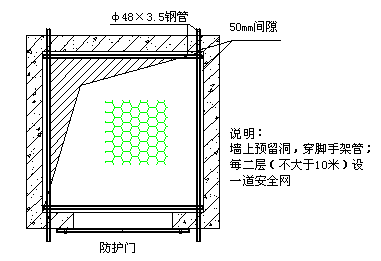 φ48×3.5钢管
50mm间隙
说明：
墙上预留洞，穿脚手架管；
每二层（不大于10米）设
一道安全网
防护门